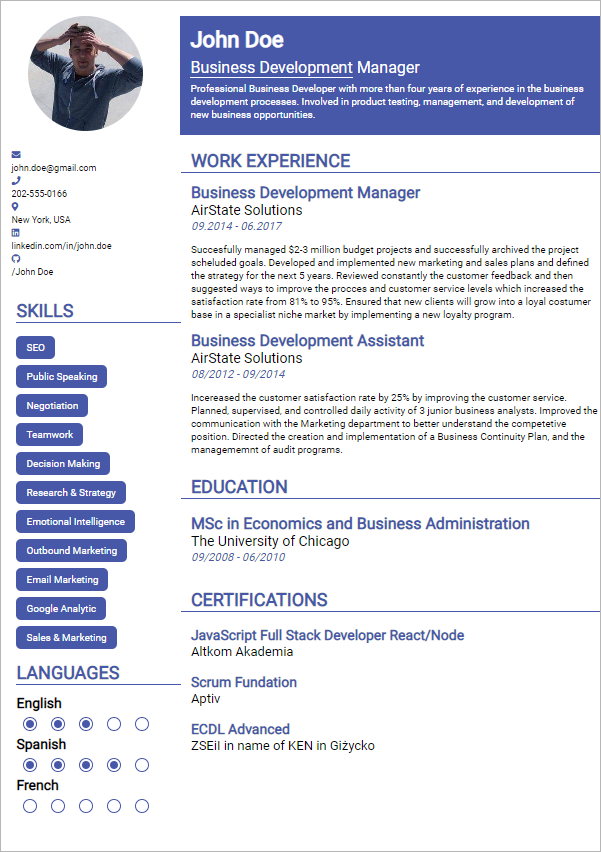 John Doe
Business Development Manager
Professional Business Developer with more than four years of experience in the business
development processes. Involved in product testing, management, and development of
new business opportunities.
john.doe@gmail.com
202-555-0166
New York, USA
linkedin.com/in/john.doe
/John Doe
SKILLS
SEO
Public Speaking
Negotiation
Teamwork
Decision Making
Research & Strategy
Emotional Intelligence
Outbound Marketing
Email Marketing
Google Analytic
Sales & Marketing
LANGUAGES
English
Spanish
French
WORK EXPERIENCE
Business Development Manager
AirState Solutions
09.2014 - 06.2017
Succesfully managed $2-3 million budget projects and successfully archived the project
scheluded goals. Developed and implemented new marketing and sales plans and defined
the strategy for the next 5 years. Reviewed constantly the customer feedback and then
suggested ways to improve the procces and customer service levels which increased the
satisfaction rate from 81% to 95%. Ensured that new clients will grow into a loyal costumer
base in a specialist niche market by implementing a new loyalty program.
Business Development Assistant
AirState Solutions
08/2012 - 09/2014
Incereased the customer satisfaction rate by 25% by improving the customer service.
Planned, supervised, and controlled daily activity of 3 junior business analysts. Improved the
communication with the Marketing department to better understand the competetive
position. Directed the creation and implementation of a Business Continuity Plan, and the
managememnt of audit programs.
EDUCATION
MSc in Economics and Business Administration
The University of Chicago
09/2008 - 06/2010
CERTIFICATIONS
JavaScript Full Stack Developer React/Node
Altkom Akademia
Scrum Fundation
Aptiv
ECDL Advanced
ZSEiI in name of KEN in Giżycko